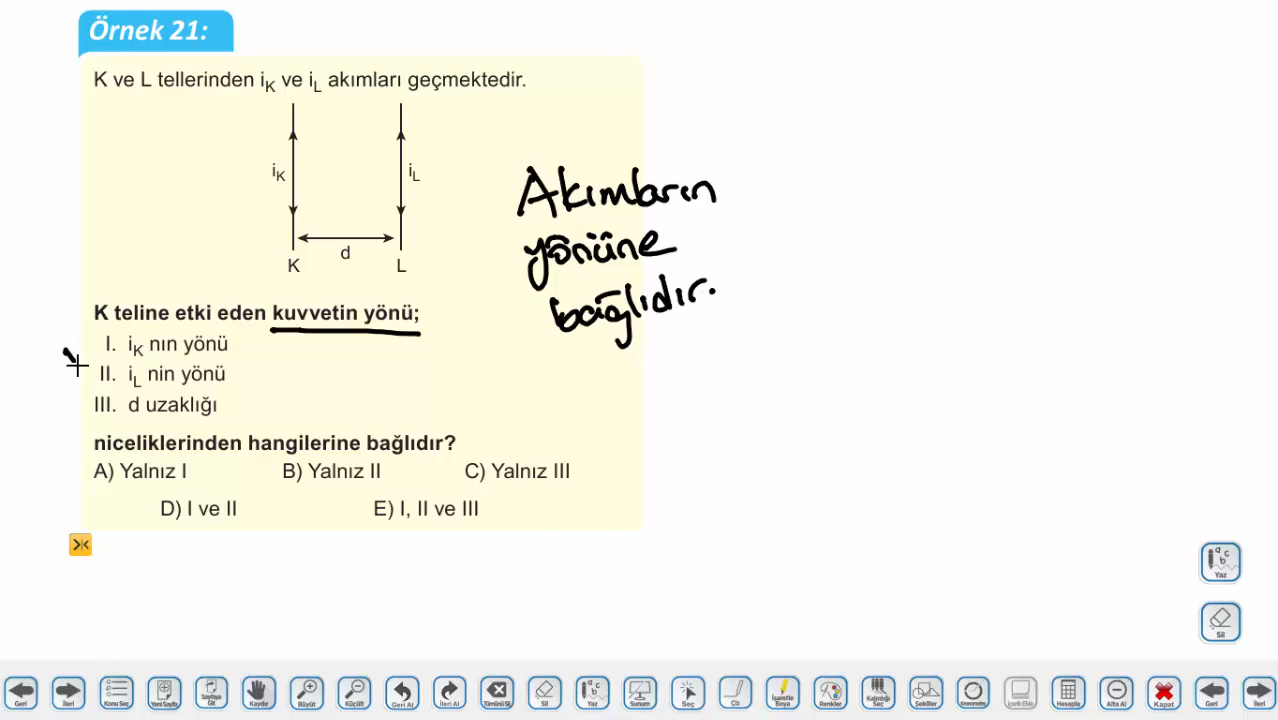 Örnek 21:
K ve L tellerinden iK ve iL akımları geçmektedir.
iK
iL
d
K
L
Akımların
yönüne
bağlıdır.
K teline etki eden kuvvetin yönü;
I. iK nın yönü
II. iL nin yönü
III. d uzaklığı
niceliklerinden hangilerine bağlıdır?
A) Yalnız I B) Yalnız II C) Yalnız III
D) I ve II E) I, II ve III
Yaz
Sil
Geri İleri Konu Seç Yeni Sayfa Sayfaya Git Kaydır Büyüt Küçült Geri Al İleri Al Tümünü Sil Sil Yaz Sunum Seç Çiz İşaretle Boya Renkler Kalınlığı Seç Şekiller Kronometre İçerik Ekle Hesapla Alta Al Kapat Geri İleri